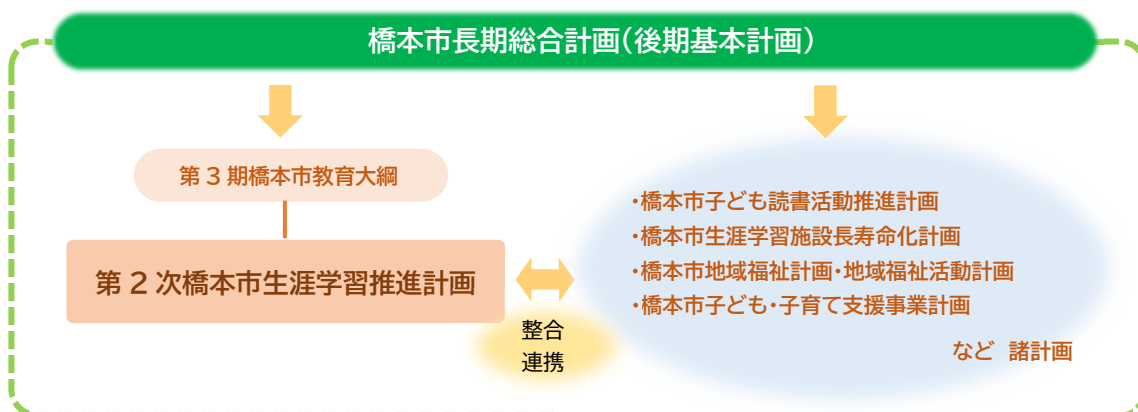 橋本市長期総合計画（後期基本計画）
第３期橋本市教育大綱
第２次橋本市生涯学習推進計画
整合
連携
・橋本市子ども読書活動推進計画
・橋本市生涯学習施設長寿命化計画
・橋本市地域福祉計画・地域福祉活動計画
・橋本市子ども・子育て支援事業計画
など　諸計画